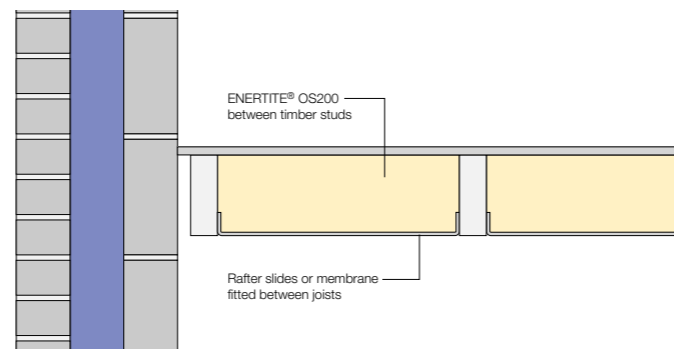 ENERTITE® OS200
between timber studs
Rafter slides or membrane
fitted between joists